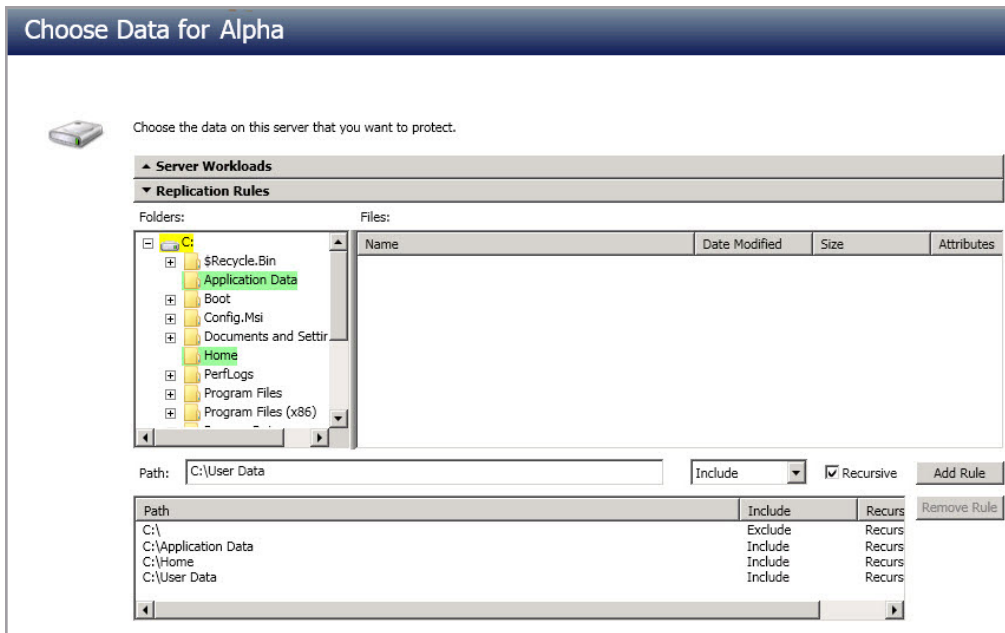 Choose Data for Alpha
Choose the data on this server that you want to protect.
Server Workloads
Replication Rules
Folders: Files:
C: Name Date Modified Size Attributes
$Recycle.Bin
Application Data
Boot
Config.Msi
Documents and Settir
Home
PerfLogs
Program Files
Program Files (x86)
Path: C:\User Data Include Recursive Add Rule
Path Include Recurs Remove Rule
C:\ Exclude Recurs
C:\Application Data Include Recurs
C:\Home Include Recurs
C:\User Data Include Recurs